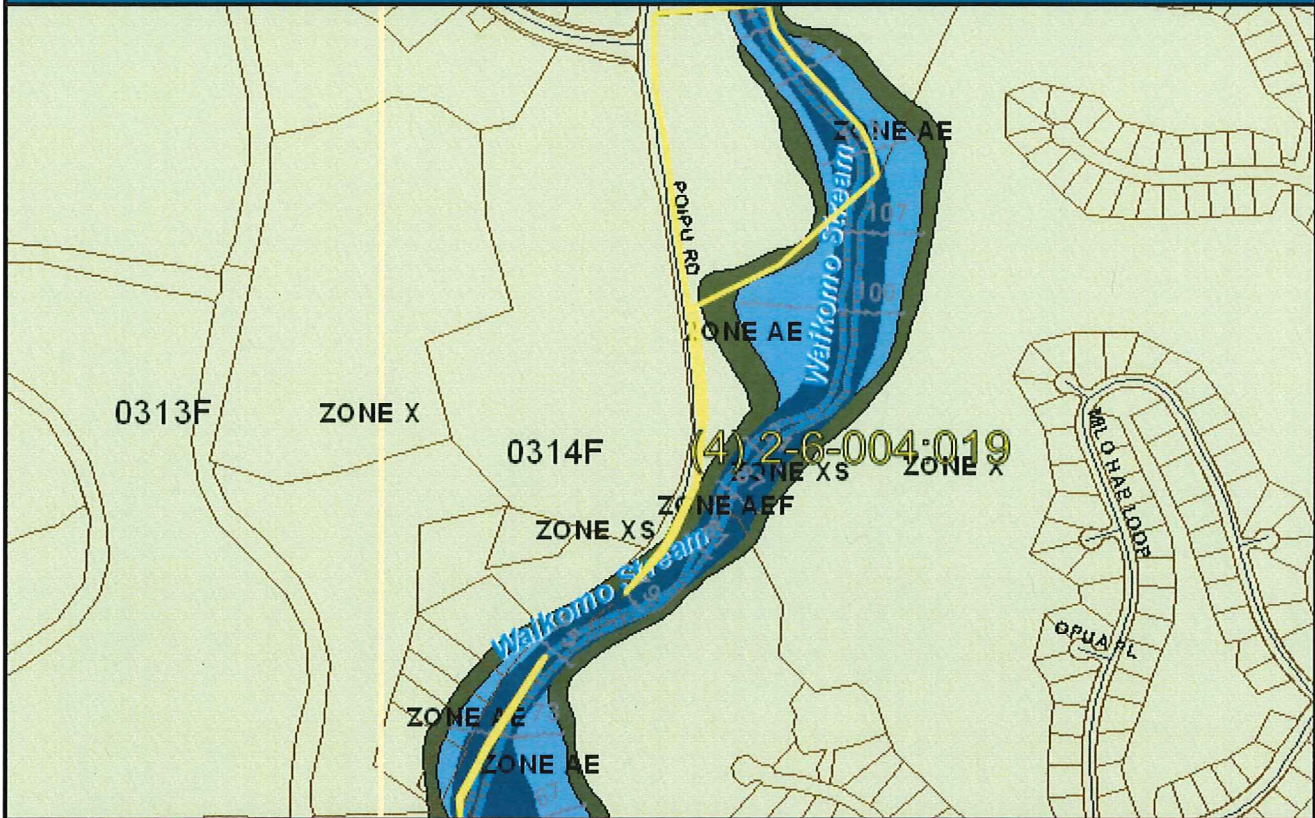 ZONE AE
POIPU RD
Waikomo Stream
107
100
ZONE AE
0313F
ZONE X
0314F
(4) 2-6-004:019
ZONE XS
ZONE X
ZONE AEF
ZONE XS
Waikomo Stream
OPUA PL
ZONE AE
ZONE AE